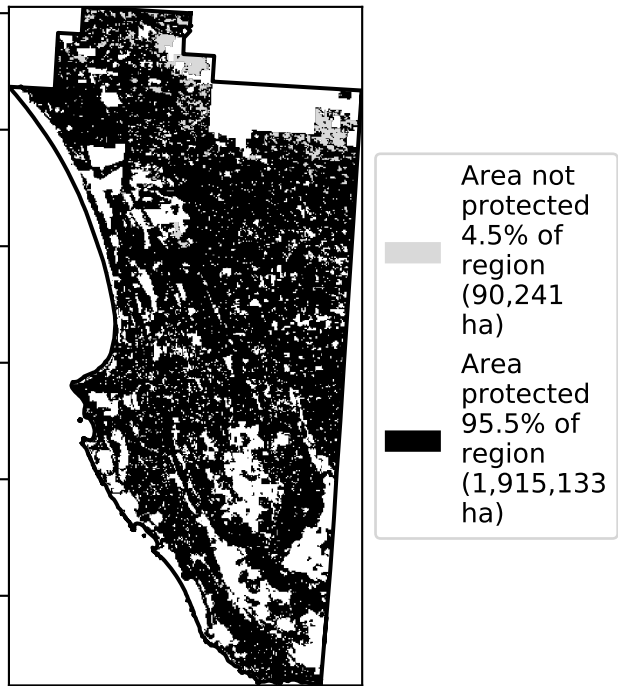 Area not
protected
4.5% of
region
(90,241
ha)
Area
protected
95.5% of
region
(1,915,133
ha)